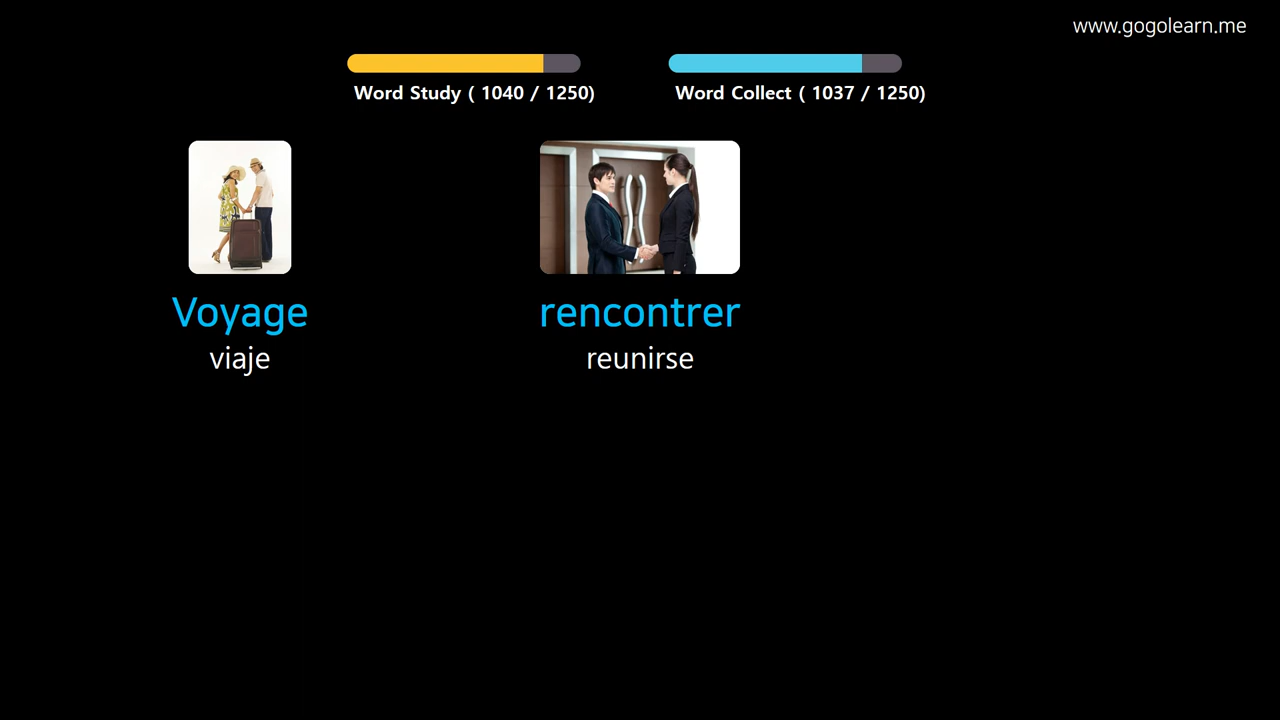 www.gogolearn.me
Word Study ( 1040 / 1250)
Word Collect ( 1037 / 1250)
Voyage
viaje
rencontrer
reunirse